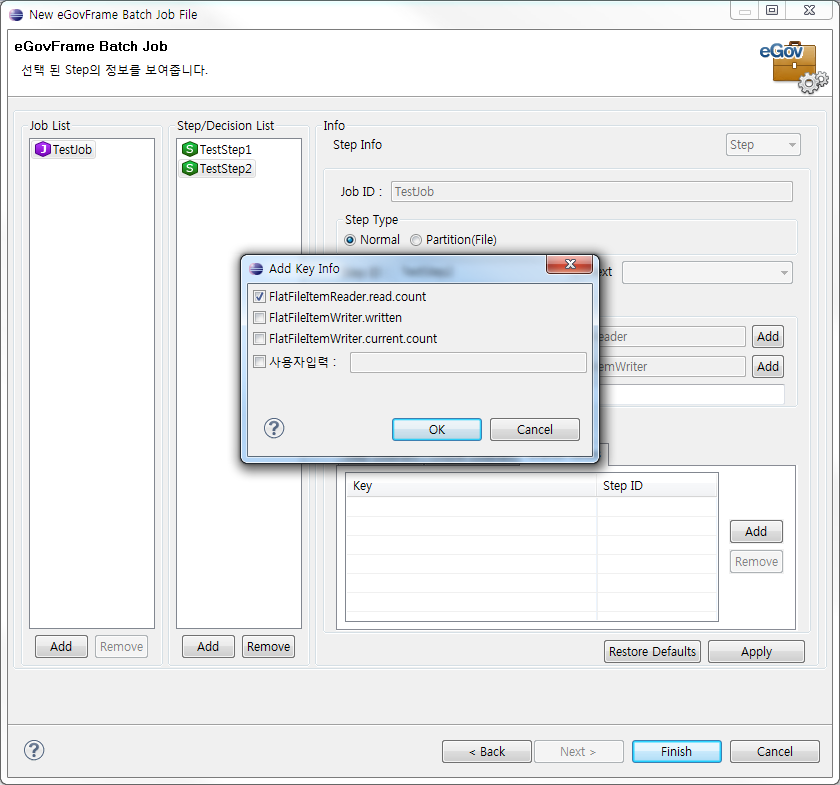 New eGovFrame Batch Job File
eGovFrame Batch Job
선택 된 Step의 정보를 보여줍니다.
eGov
Job List
TestJob
Add
Remove
Step/Decision List
TestStep1
TestStep2
Add
Remove
Info
Step Info
Step
Job ID :
TestJob
Step Type
Normal
Partition(File)
ext
eader
Add
emWriter
Add
Add Key Info
FlatFileItemReader.read.count
FlatFileItemWriter.written
FlatFileItemWriter.current.count
사용자입력 :
?
OK
Cancel
Key
Step ID
Add
Remove
Restore Defaults
Apply
?
< Back
Next >
Finish
Cancel